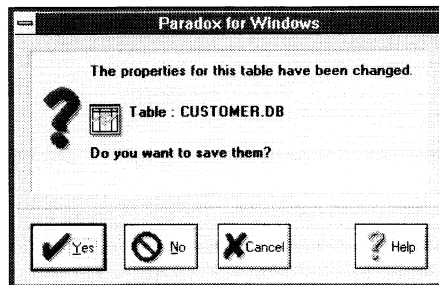 Paradox for Windows
The properties for this table have been changed.
Table : CUSTOMER.DB
Do you want to save them?
Yes
No
Cancel
Help